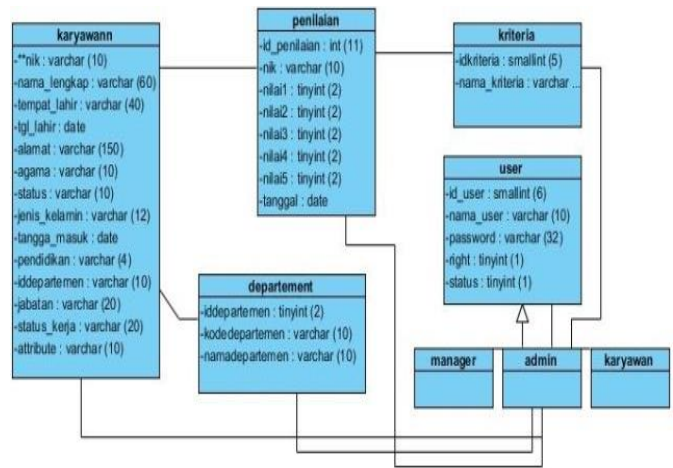 karyawann
-**nik : varchar (10)
-nama_lengkap : varchar (60)
-tempat_lahir : varchar (40)
-tgl_lahir : date
-alamat : varchar (150)
-agama : varchar (10)
-status : varchar (10)
-jenis_kelamin : varchar (12)
-tangga_masuk : date
-pendidikan : varchar (4)
-iddepartemen : varchar (10)
-jabatan : varchar (20)
-status_kerja : varchar (20)
-attribute : varchar (10)
penilaian
-id_penilaian : int (11)
-nik : varchar (10)
-nilai1 : tinyint (2)
-nilai2 : tinyint (2)
-nilai3 : tinyint (2)
-nilai4 : tinyint (2)
-nilai5 : tinyint (2)
-tanggal : date
kriteria
-idkriteria : smallint (5)
-nama_kriteria : varchar ...
user
-id_user : smallint (6)
-nama_user : varchar (10)
-password : varchar (32)
-right : tinyint (1)
-status : tinyint (1)
departement
-iddepartemen : tinyint (2)
-kodedepartemen : varchar (10)
-namadepartemen : varchar (10)
manager
admin
karyawan